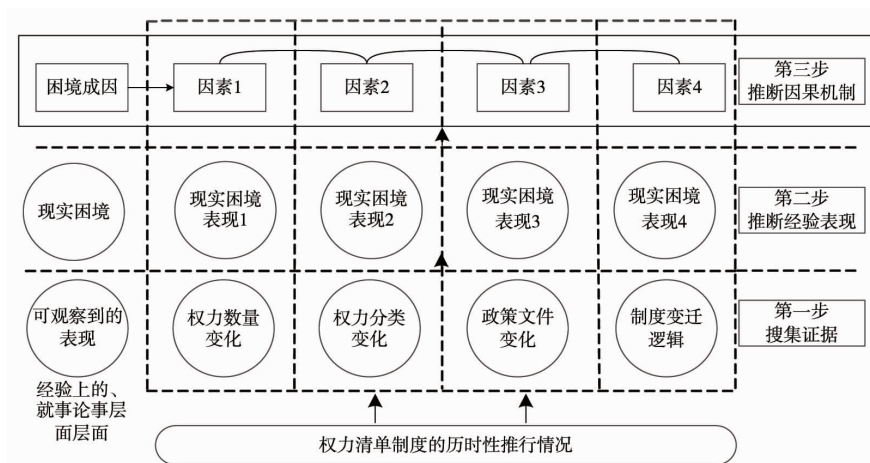 困境成因
因素1
因素2
因素3
因素4
第三步
推断因果机制
现实困境
现实困境
表现1
现实困境
表现2
现实困境
表现3
现实困境
表现4
第二步
推断经验表现
可观察到的
表现
权力数量
变化
权力分类
变化
政策文件
变化
制度变迁
逻辑
第一步
搜集证据
经验上的、
就事论事层
面层面
权力清单制度的历时性推行情况